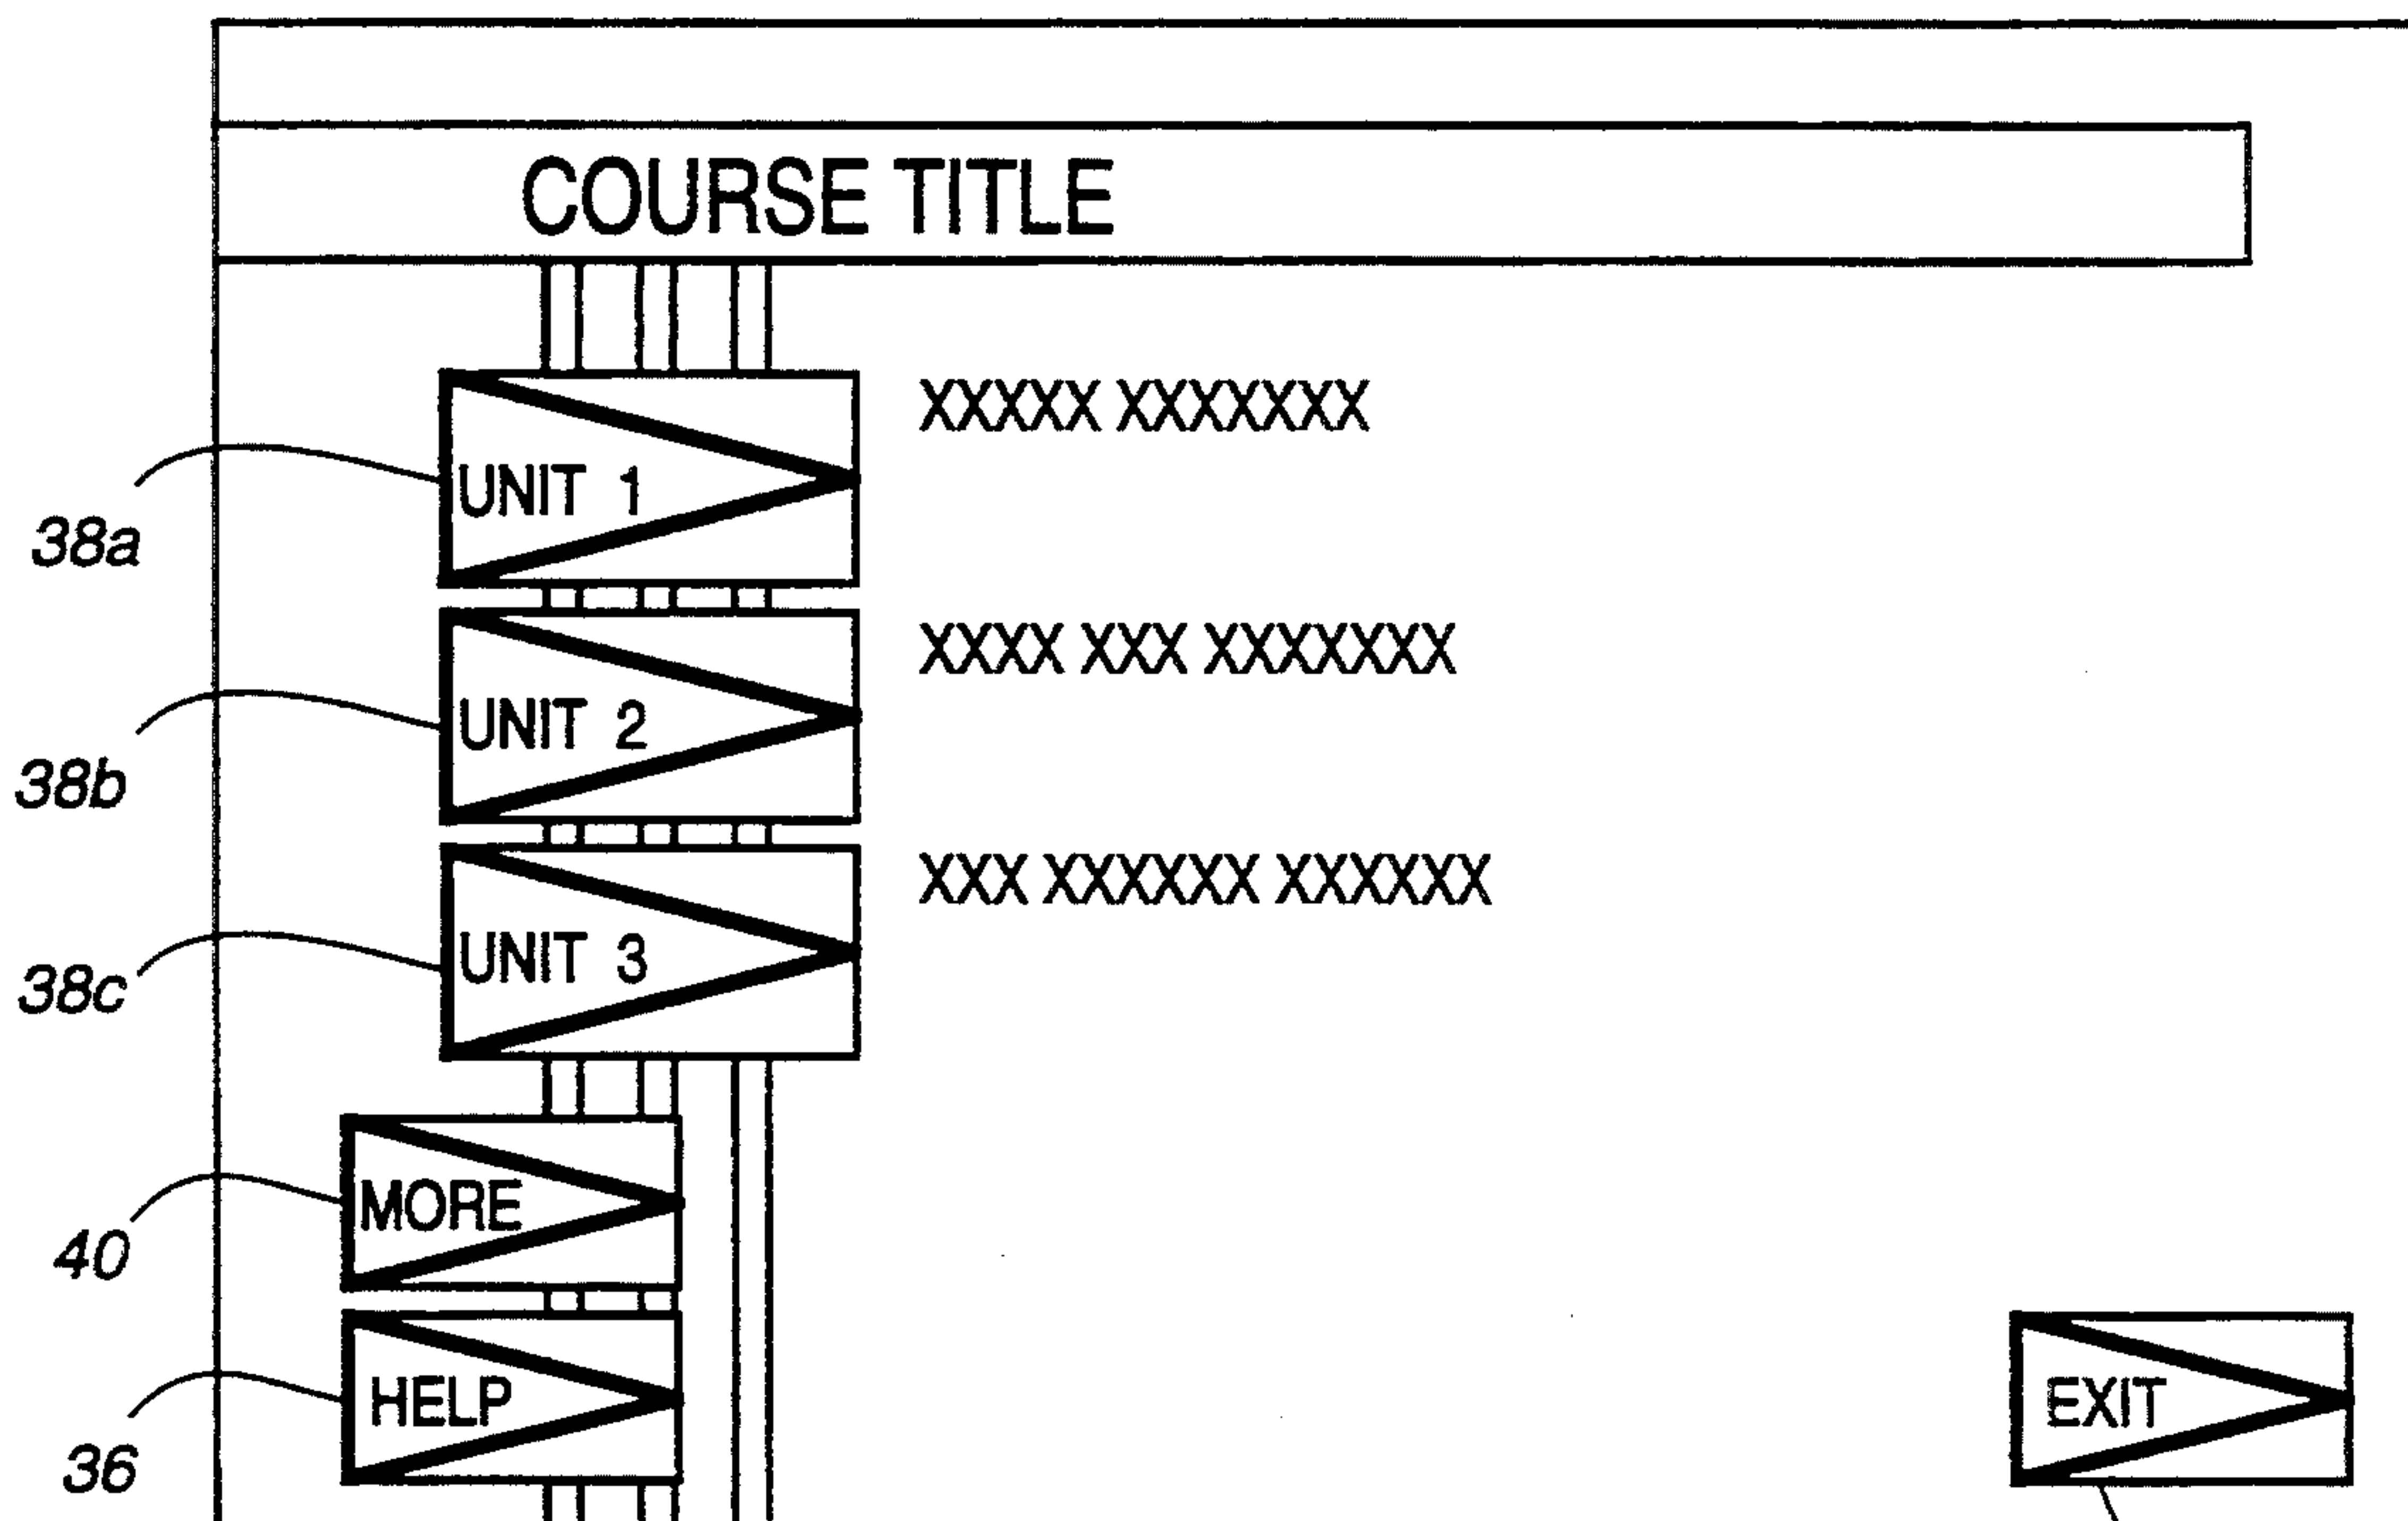 COURSE TITLE
XXXXX XXXXXXX
UNIT 1
38a
XXXX XXX XXXXXXX
UNIT 2
38b
XXX XXXXXX XXXXXX
UNIT 3
38c
MORE
40
HELP
EXIT
36